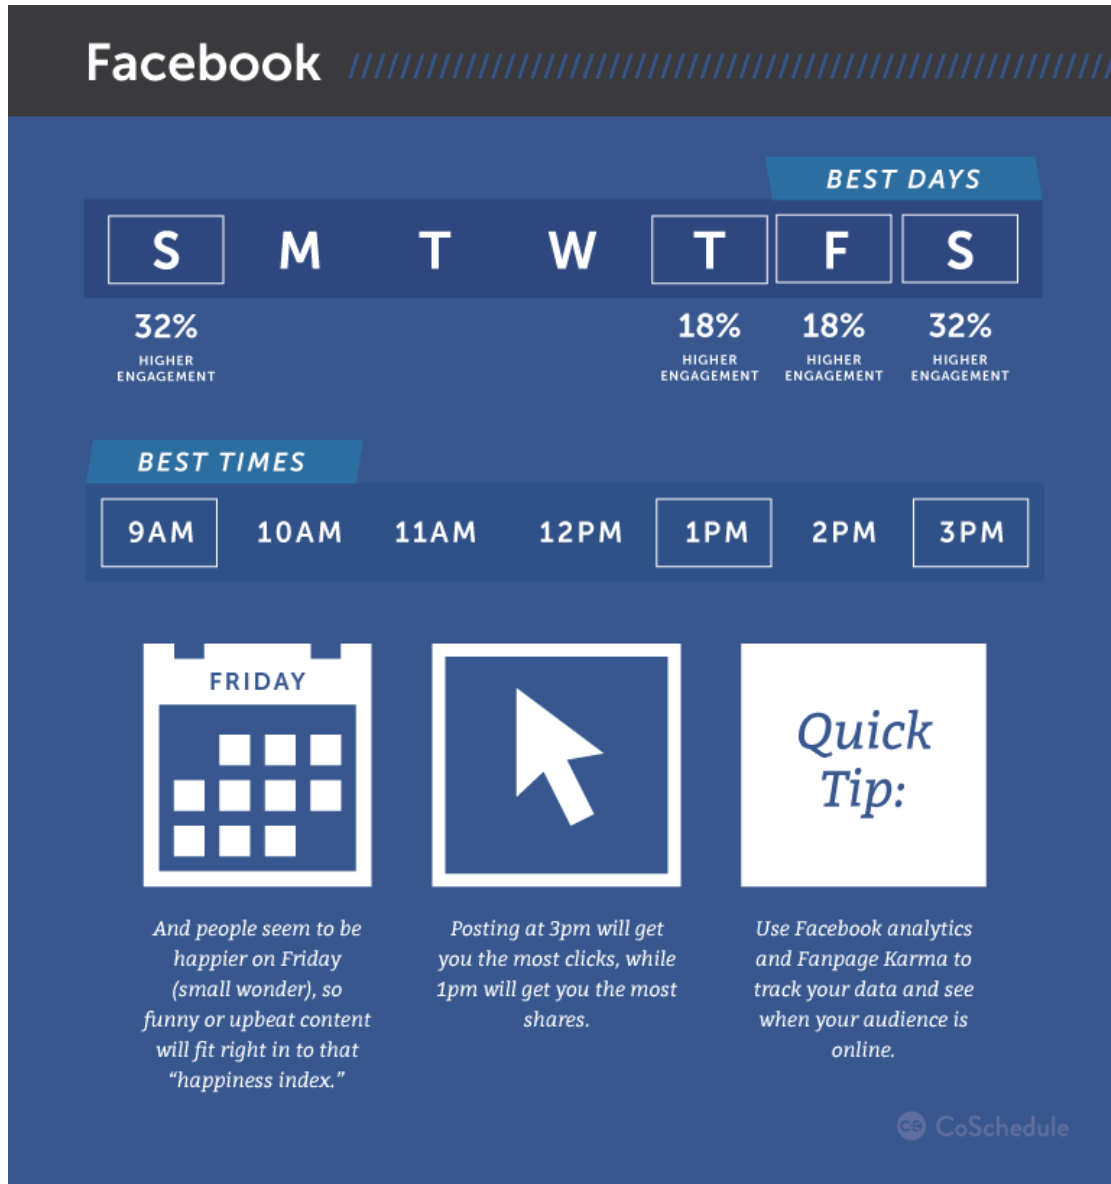 Facebook
BEST DAYS
S M T W T F S
32% 18% 18% 32%
HIGHER HIGHER HIGHER HIGHER
ENGAGEMENT ENGAGEMENT ENGAGEMENT ENGAGEMENT
BEST TIMES
9AM 10AM 11AM 12PM 1PM 2PM 3PM
FRIDAY
And people seem to be
happier on Friday
(small wonder), so
funny or upbeat content
will fit right in to that
“happiness index.”
Posting at 3pm will get
you the most clicks, while
1pm will get you the most
shares.
Quick
Tip:
Use Facebook analytics
and Fanpage Karma to
track your data and see
when your audience is
online.
CoSchedule